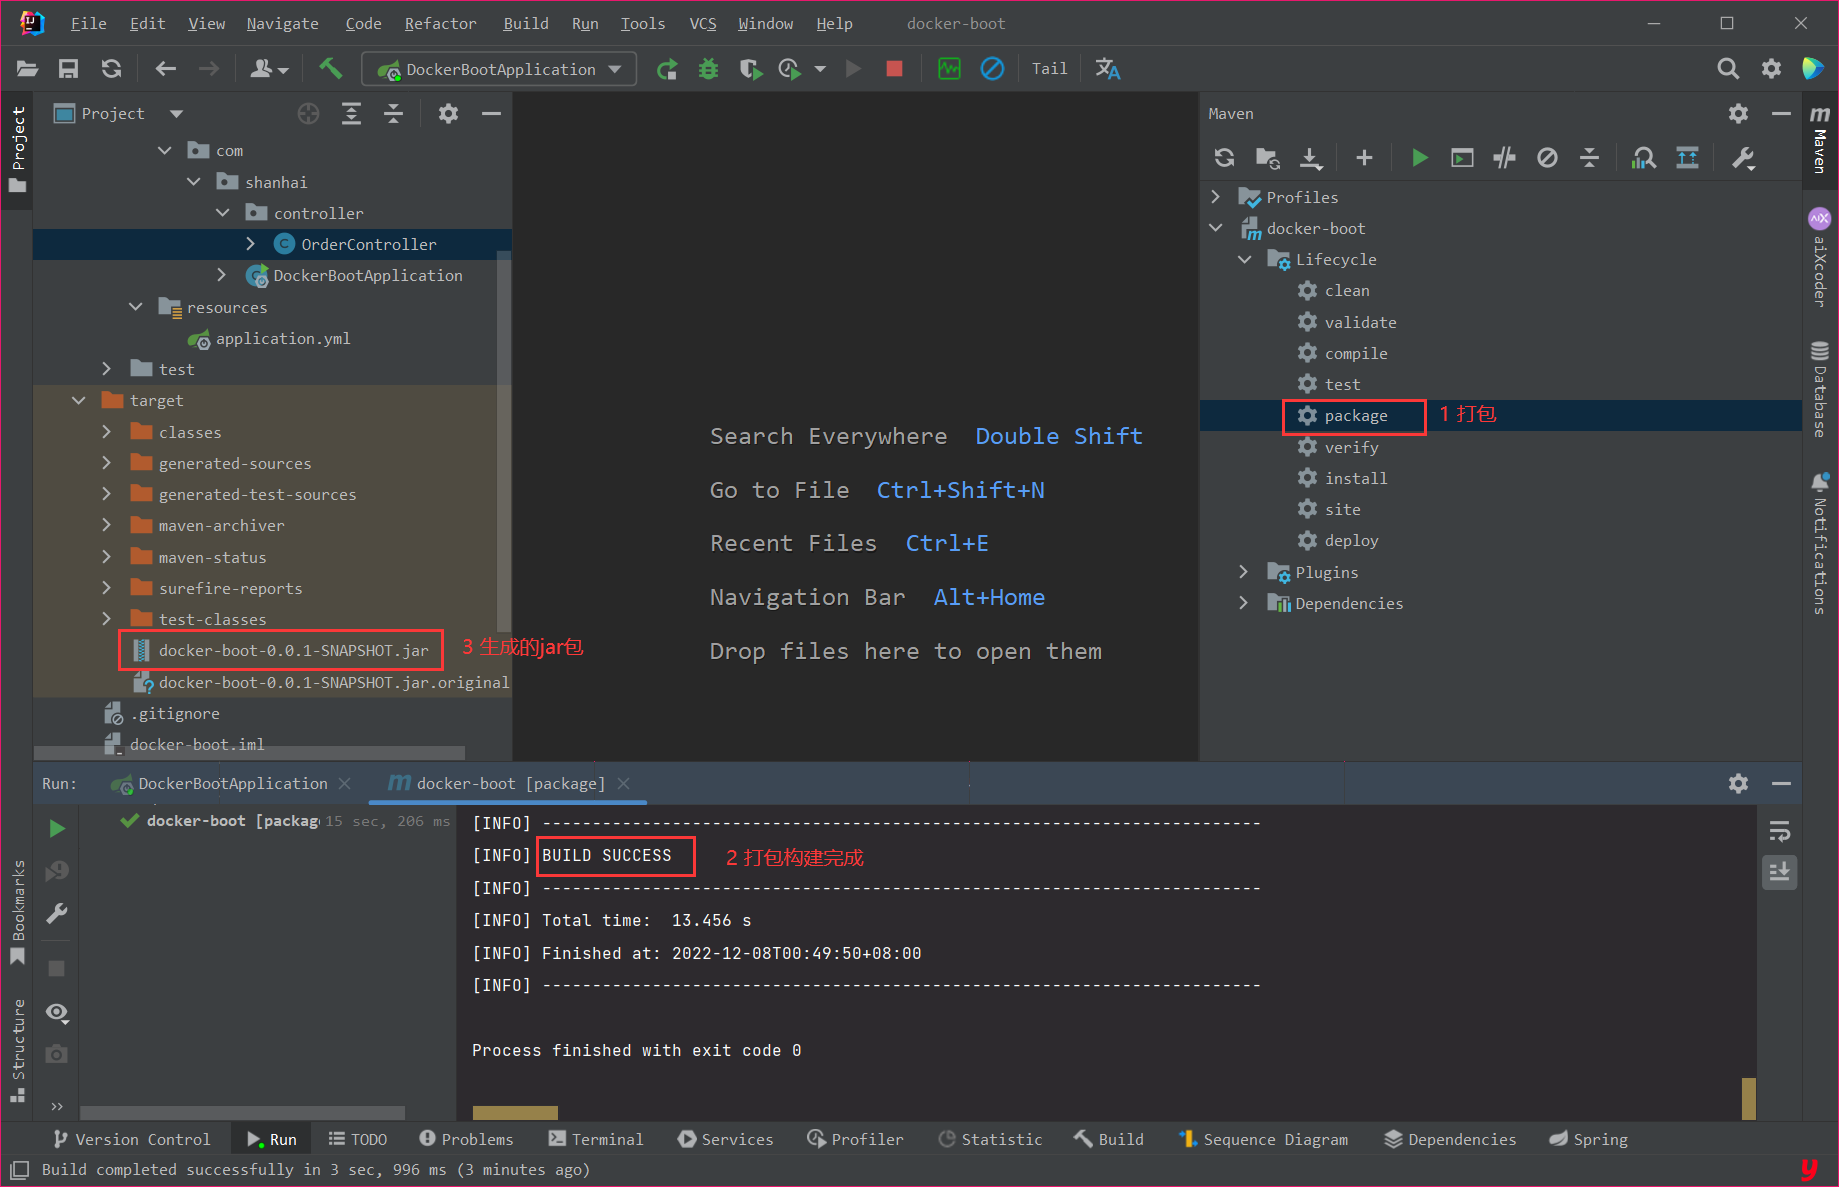 File Edit View Navigate Code Refactor Build Run Tools VCS Window Help docker-boot
DockerBootApplication Tail
Project
Project
com
shanhai
controller
OrderController
DockerBootApplication
resources
application.yml
test
target
classes
generated-sources
generated-test-sources
maven-archiver
maven-status
surefire-reports
test-classes
docker-boot-0.0.1-SNAPSHOT.jar
3 生成的jar包
docker-boot-0.0.1-SNAPSHOT.jar.original
.gitignore
docker-boot.iml
Search Everywhere Double Shift
Go to File Ctrl+Shift+N
Recent Files Ctrl+E
Navigation Bar Alt+Home
Drop files here to open them
Maven
Profiles
docker-boot
Lifecycle
clean
validate
compile
test
package
1 打包
verify
install
site
deploy
Plugins
Dependencies
Maven
aiXcoder
Database
Notifications
Run: DockerBootApplication docker-boot [package]
docker-boot [packag 15 sec, 206 ms
[INFO] ------------------------------------------------------------------------
[INFO] BUILD SUCCESS
2 打包构建完成
[INFO] ------------------------------------------------------------------------
[INFO] Total time:  13.456 s
[INFO] Finished at: 2022-12-08T00:49:50+08:00
[INFO] ------------------------------------------------------------------------
Process finished with exit code 0
Bookmarks
Structure
Version Control Run TODO Problems Terminal Services Profiler Statistic Build Sequence Diagram Dependencies Spring
Build completed successfully in 3 sec, 996 ms (3 minutes ago)
y